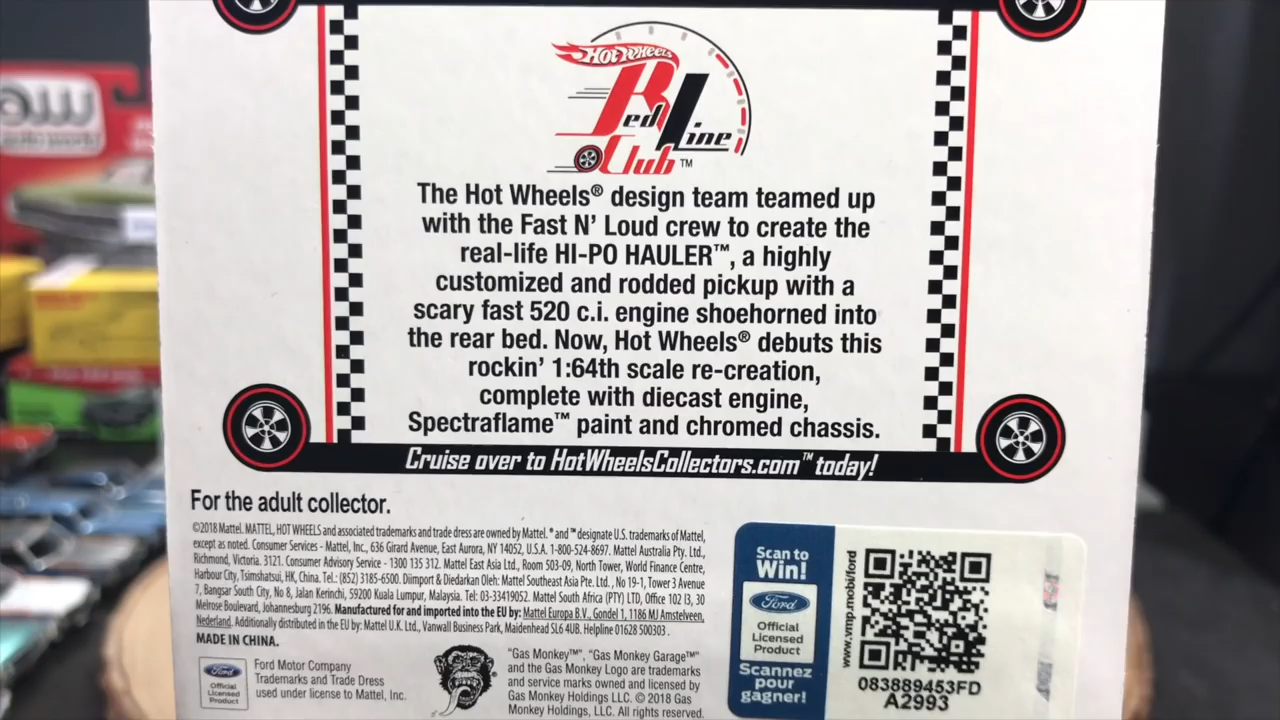 Hot Wheels
Red Line
Club™
The Hot Wheels® design team teamed up
with the Fast N' Loud crew to create the
real-life HI-PO HAULER™, a highly
customized and rodded pickup with a
scary fast 520 c.i. engine shoehorned into
the rear bed. Now, Hot Wheels® debuts this
rockin' 1:64th scale re-creation,
complete with diecast engine,
Spectraflame™ paint and chromed chassis.
Cruise over to HotWheelsCollectors.com™ today!
For the adult collector.
©2018 Mattel. MATTEL, HOT WHEELS and associated trademarks and trade dress are owned by Mattel. ® and ™ designate U.S. trademarks of Mattel,
except as noted. Consumer Services - Mattel, Inc., 636 Girard Avenue, East Aurora, NY 14052, U.S.A. 1-800-524-8697. Mattel Australia Pty. Ltd.,
Richmond, Victoria. 3121. Consumer Advisory Service - 1300 135 312. Mattel East Asia Ltd., Room 503-09, North Tower, World Finance Centre,
Harbour City, Tsimshatsui, HK, China. Tel.: (852) 3185-6500. Diimport & Diedarkan Oleh: Mattel Southeast Asia Pte. Ltd., No 19-1, Tower 3 Avenue
7, Bangsar South City, No 8, Jalan Kerinchi, 59200 Kuala Lumpur, Malaysia. Tel: 03-33419052. Mattel South Africa (PTY) LTD, Office 102 I3, 30
Melrose Boulevard, Johannesburg 2196. Manufactured for and imported into the EU by: Mattel Europa B.V., Gondel 1, 1186 MJ Amstelveen,
Nederland. Additionally distributed in the EU by: Mattel U.K. Ltd., Vanwall Business Park, Maidenhead SL6 4UB. Helpline 01628 500303.
MADE IN CHINA.
Ford
Official
Licensed
Product
Ford Motor Company
Trademarks and Trade Dress
used under license to Mattel, Inc.
"Gas Monkey™", "Gas Monkey Garage™"
and the Gas Monkey Logo are trademarks
and service marks owned and licensed by
Gas Monkey Holdings LLC. © 2018 Gas
Monkey Holdings, LLC. All rights reserved.
Scan to
Win!
Ford
Official
Licensed
Product
Scannez
pour
gagner!
www.vmp.mobi/ford
083889453FD
A2993